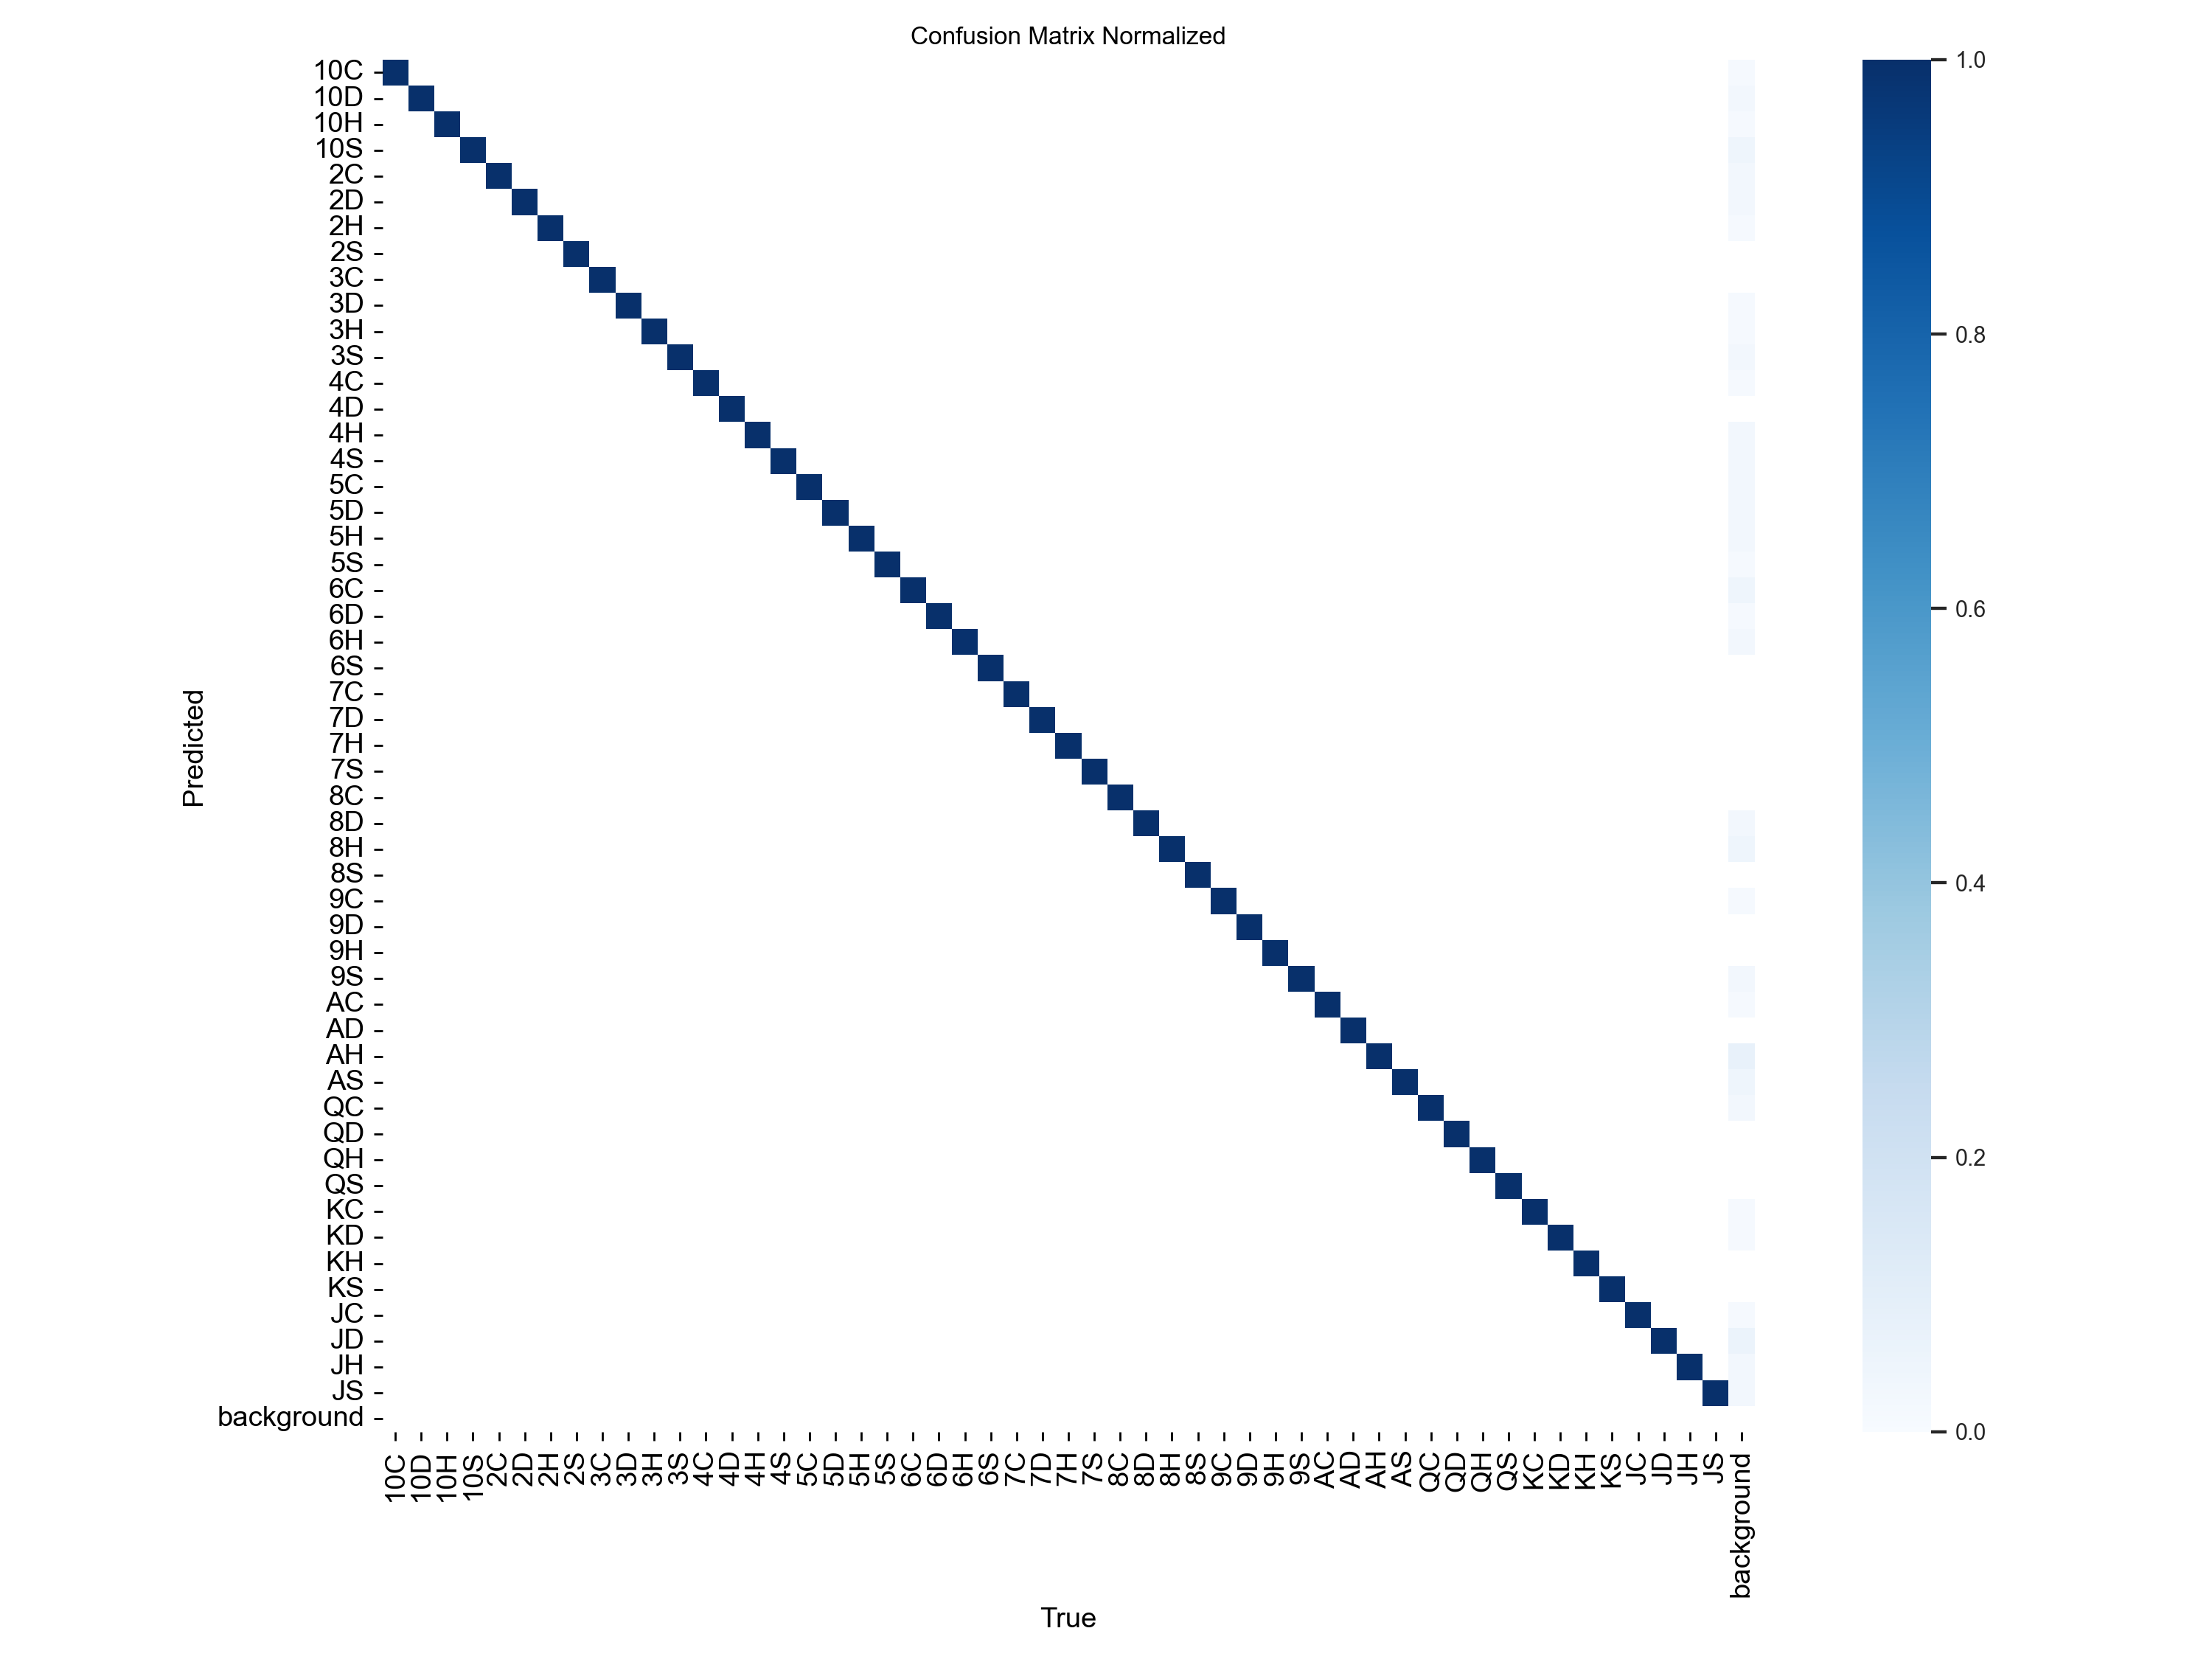 Confusion Matrix Normalized
10C
10D
10H
10S
2C
2D
2H
2S
3C
3D
3H
3S
4C
4D
4H
4S
5C
5D
5H
5S
6C
6D
6H
6S
7C
7D
7H
7S
8C
8D
8H
8S
9C
9D
9H
9S
AC
AD
AH
AS
QC
QD
QH
QS
KC
KD
KH
KS
JC
JD
JH
JS
background
Predicted
10C 10D 10H 10S 2C 2D 2H 2S 3C 3D 3H 3S 4C 4D 4H 4S 5C 5D 5H 5S 6C 6D 6H 6S 7C 7D 7H 7S 8C 8D 8H 8S 9C 9D 9H 9S AC AD AH AS QC QD QH QS KC KD KH KS JC JD JH JS background
True
1.0
0.8
0.6
0.4
0.2
0.0